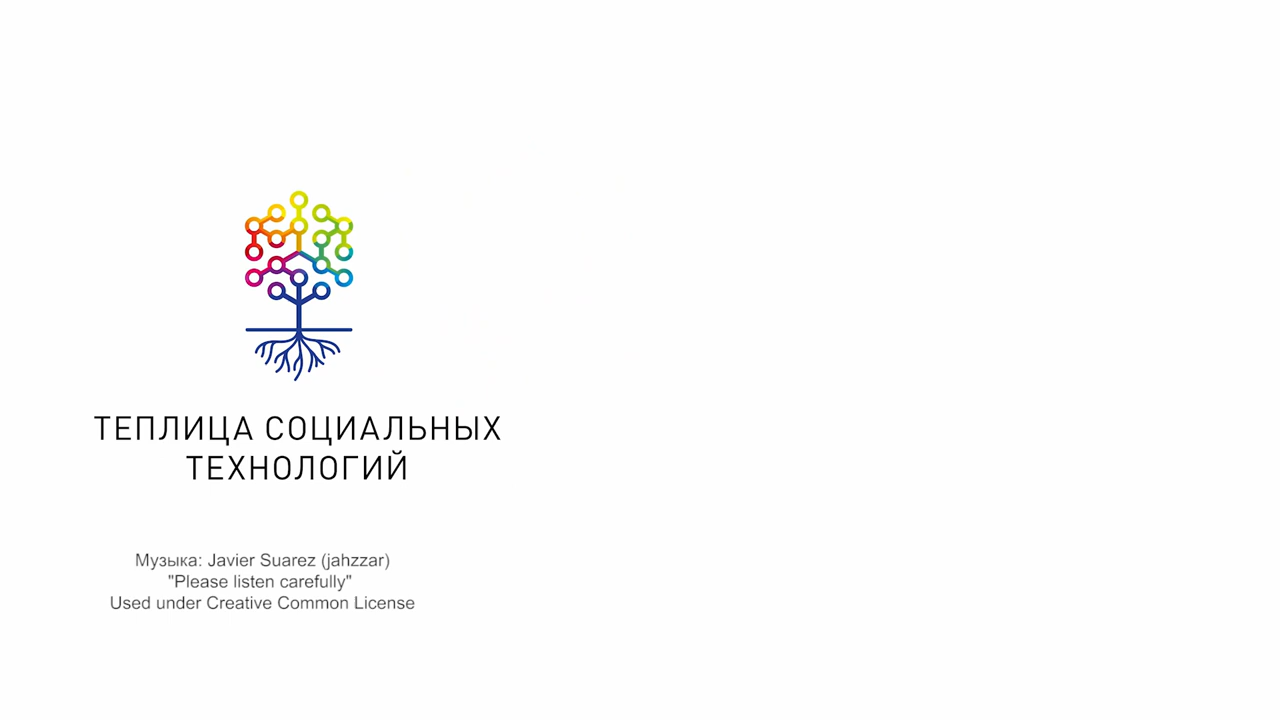 ТЕПЛИЦА СОЦИАЛЬНЫХ
ТЕХНОЛОГИЙ
Музыка: Javier Suarez (jahzzar)
"Please listen carefully"
Used under Creative Common License